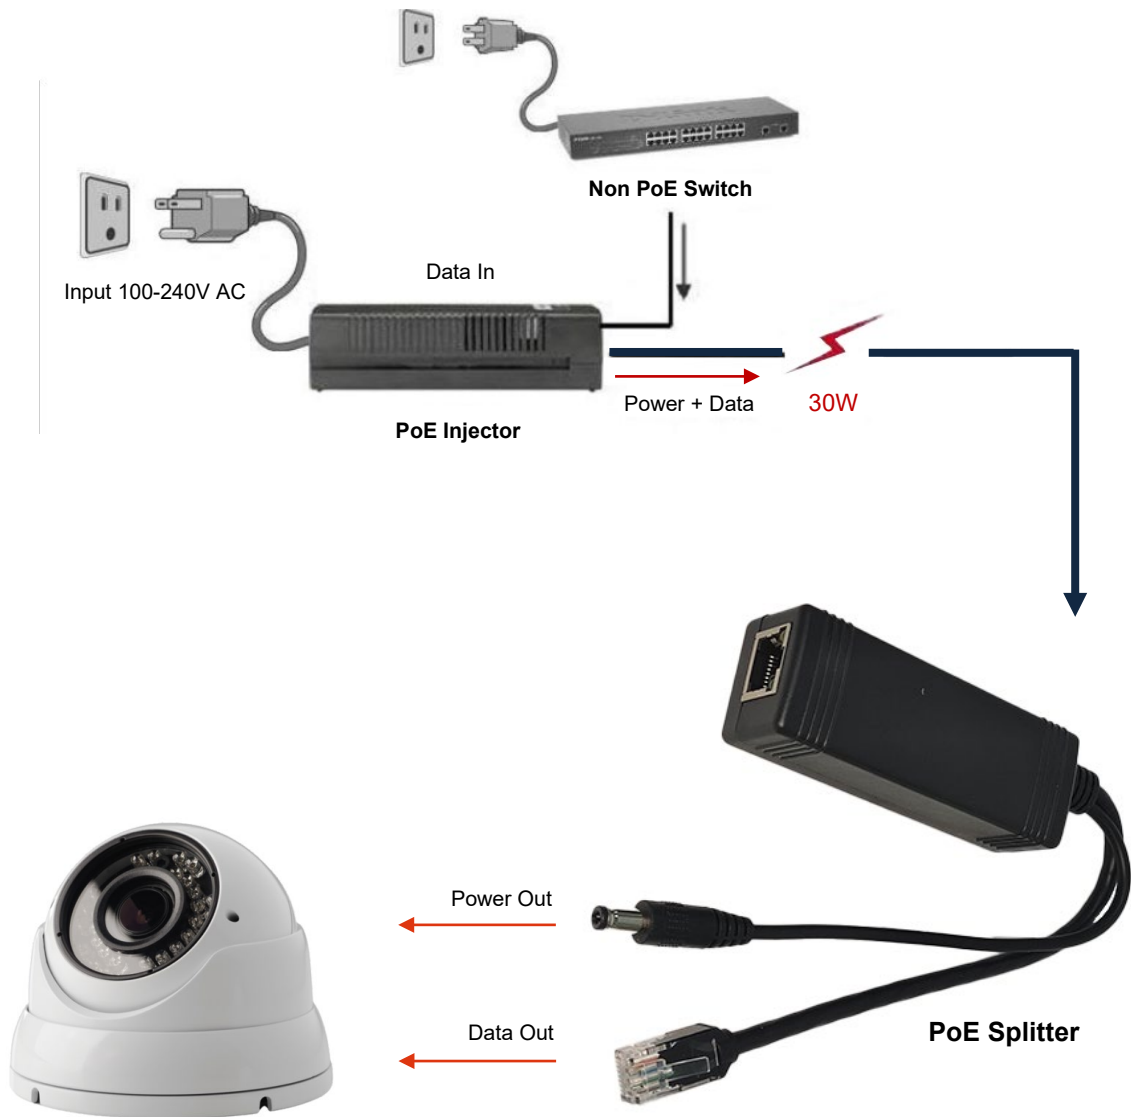 Non PoE Switch
Data In
Input 100-240V AC
Power + Data
30W
PoE Injector
Power Out
Data Out
PoE Splitter